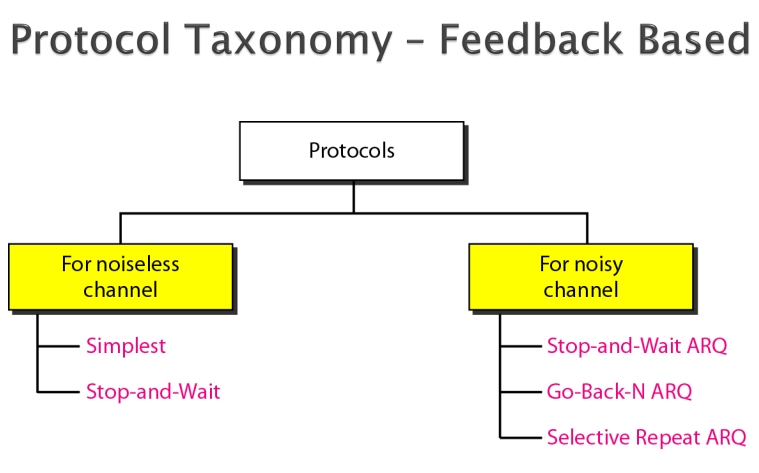 Protocol Taxonomy – Feedback Based
Protocols
For noiseless
channel
For noisy
channel
Simplest
Stop-and-Wait
Stop-and-Wait ARQ
Go-Back-N ARQ
Selective Repeat ARQ